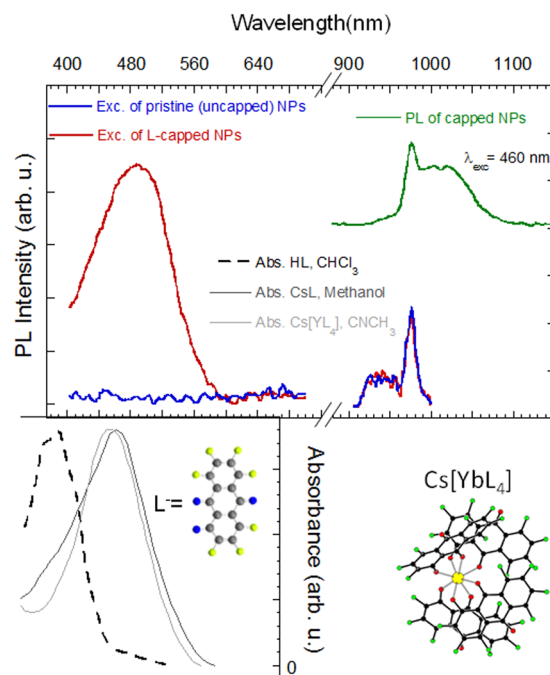 Wavelength(nm)
400 480 560 640 900 1000 1100
Exc. of pristine (uncapped) NPs
Exc. of L-capped NPs
PL of capped NPs
λexc= 460 nm
PL Intensity (arb. u.)
Abs. HL, CHCl3
Abs. CsL, Methanol
Abs. Cs[YL4], CNCH3
L-=
Absorbance (arb. u.)
0
Cs[YbL4]